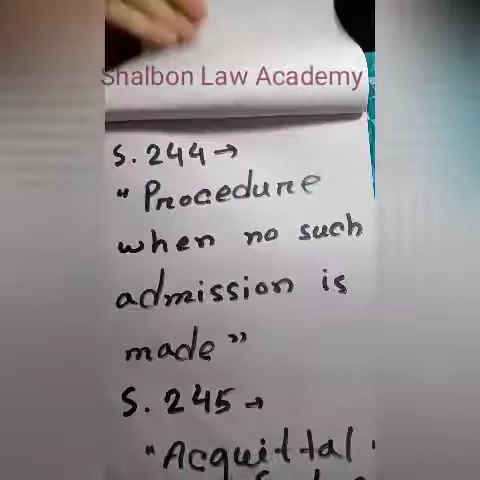 Shalbon Law Academy
S. 244 →
" Procedure
when no such
admission is
made "
S. 245 →
" Acquittal